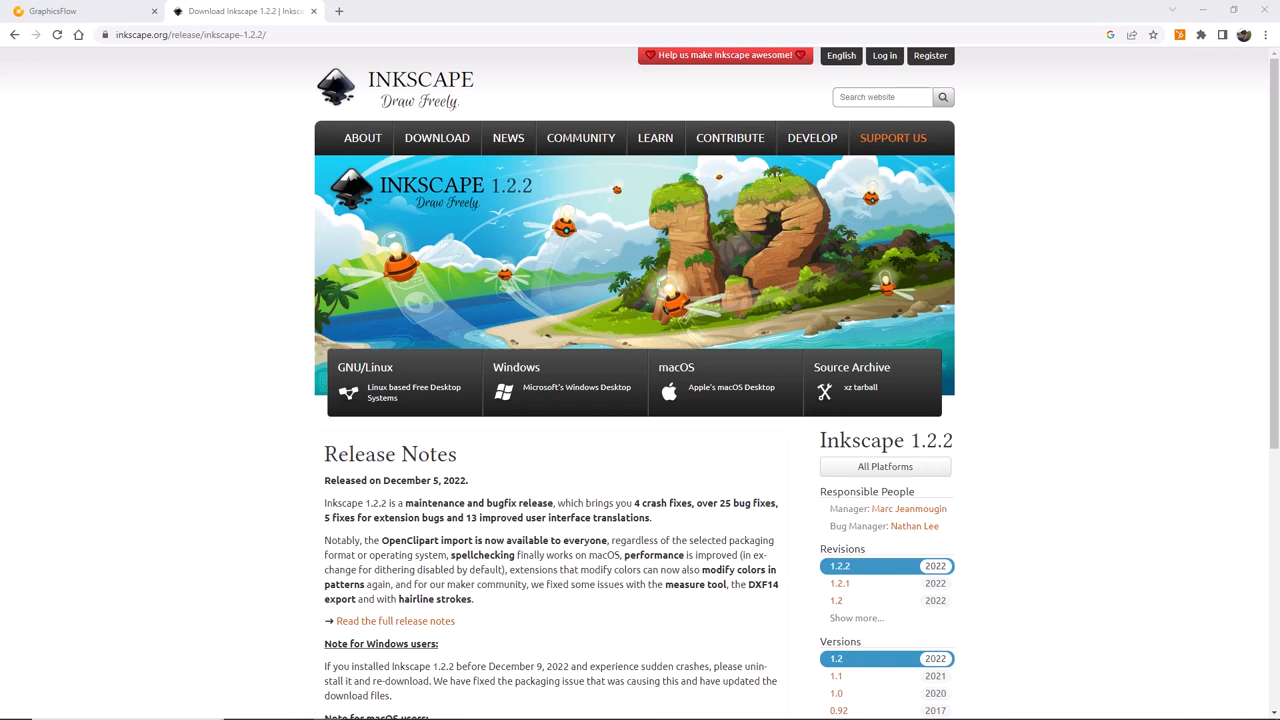 GraphicsFlow
Download Inkscape 1.2.2 | Inksc
inkscape.org/release/inkscape-1.2.2/
Help us make Inkscape awesome!
English
Log in
Register
INKSCAPE
Draw Freely.
Search website
ABOUT
DOWNLOAD
NEWS
COMMUNITY
LEARN
CONTRIBUTE
DEVELOP
SUPPORT US
INKSCAPE 1.2.2
Draw Freely.
GNU/Linux
Linux based Free Desktop
Systems
Windows
Microsoft's Windows Desktop
macOS
Apple's macOS Desktop
Source Archive
xz tarball
Release Notes
Released on December 5, 2022.
Inkscape 1.2.2 is a maintenance and bugfix release, which brings you 4 crash fixes, over 25 bug fixes,
5 fixes for extension bugs and 13 improved user interface translations.
Notably, the OpenClipart import is now available to everyone, regardless of the selected packaging
format or operating system, spellchecking finally works on macOS, performance is improved (in ex-
change for dithering disabled by default), extensions that modify colors can now also modify colors in
patterns again, and for our maker community, we fixed some issues with the measure tool, the DXF14
export and with hairline strokes.
→ Read the full release notes
Note for Windows users:
If you installed Inkscape 1.2.2 before December 9, 2022 and experience sudden crashes, please unin-
stall it and re-download. We have fixed the packaging issue that was causing this and have updated the
download files.
Note for macOS users:
Inkscape 1.2.2
All Platforms
Responsible People
Manager: Marc Jeanmougin
Bug Manager: Nathan Lee
Revisions
1.2.2 2022
1.2.1 2022
1.2 2022
Show more...
Versions
1.2 2022
1.1 2021
1.0 2020
0.92 2017